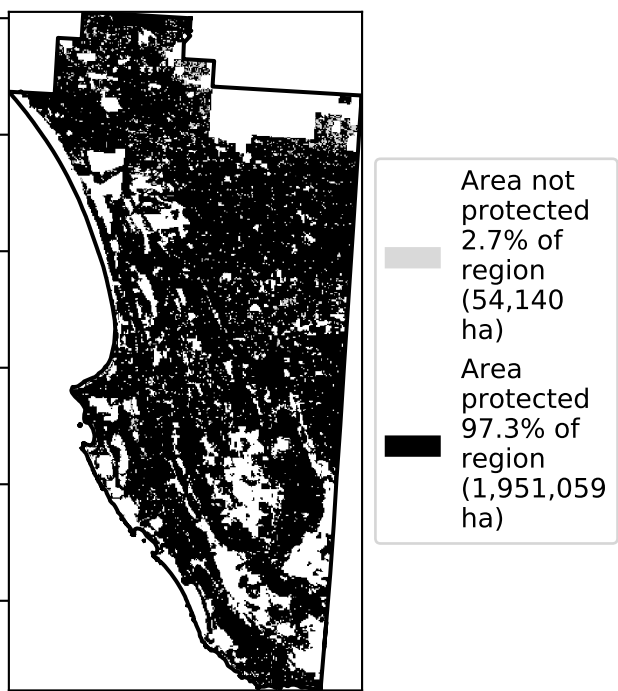 Area not
protected
2.7% of
region
(54,140
ha)
Area
protected
97.3% of
region
(1,951,059
ha)